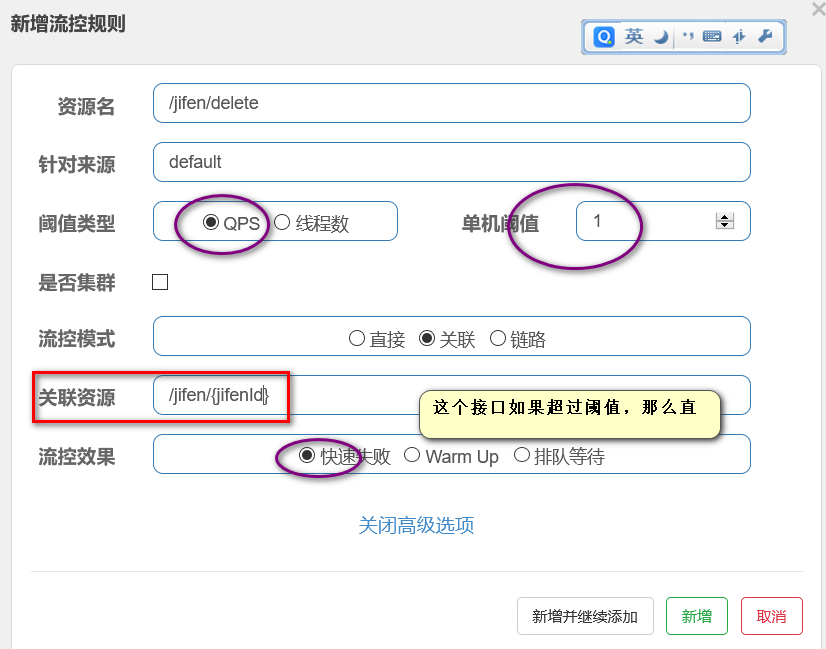 新增流控规则
英
资源名 /jifen/delete
针对来源 default
阈值类型 QPS 线程数 单机阈值 1
是否集群
流控模式 直接 关联 链路
关联资源 /jifen/{jifenId}
这个接口如果超过阈值，那么直
流控效果 快速失败 Warm Up 排队等待
关闭高级选项
新增并继续添加 新增 取消